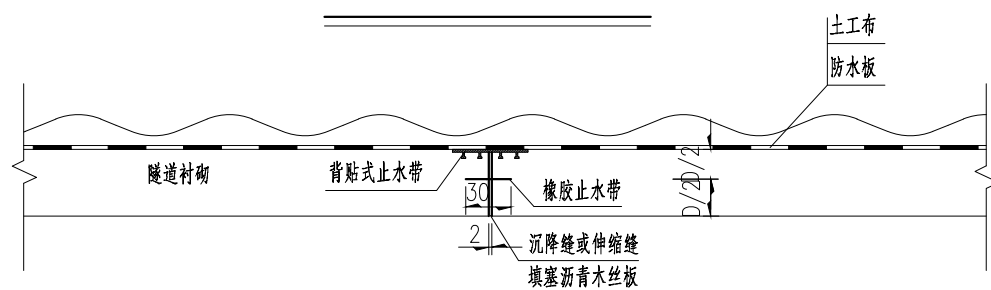 土工布
防水板
隧道衬砌
背贴式止水带
30
橡胶止水带
D/2
D/2
2
沉降缝或伸缩缝
填塞沥青木丝板